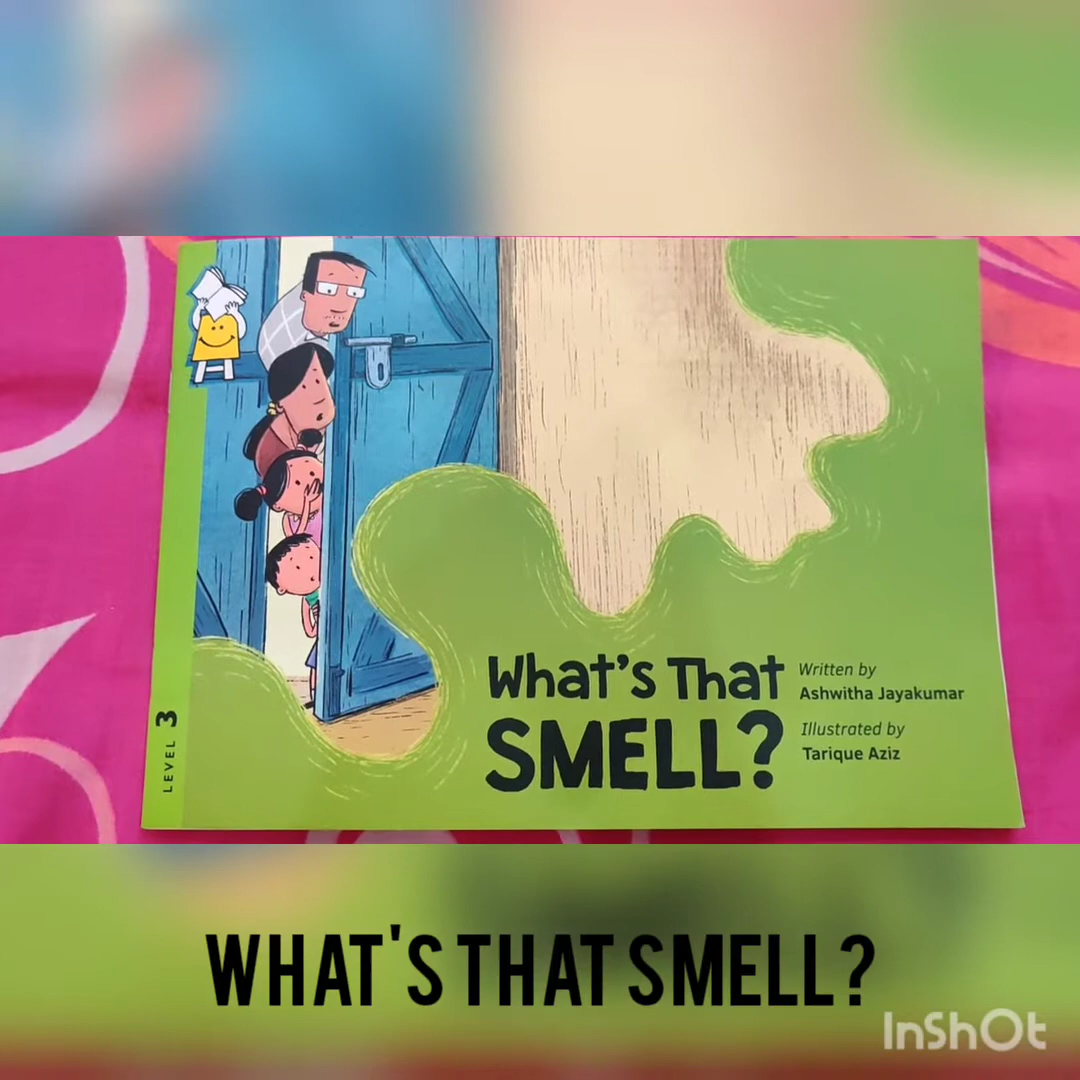 What's That
SMELL?
Written by
Ashwitha Jayakumar
Illustrated by
Tarique Aziz
LEVEL 3
WHAT'S THAT SMELL?
InShOt